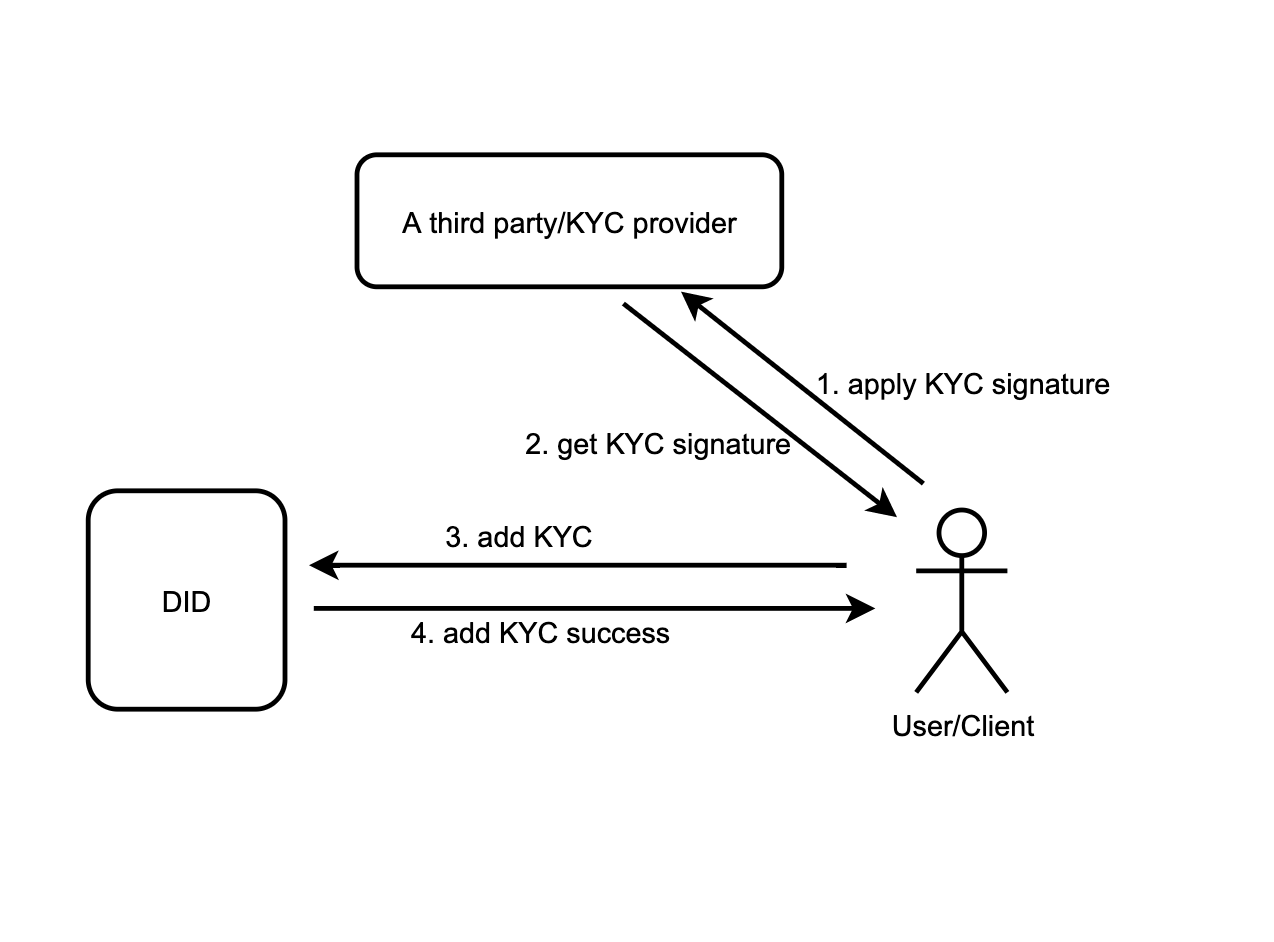 A third party/KYC provider
1. apply KYC signature
2. get KYC signature
3. add KYC
DID
4. add KYC success
User/Client